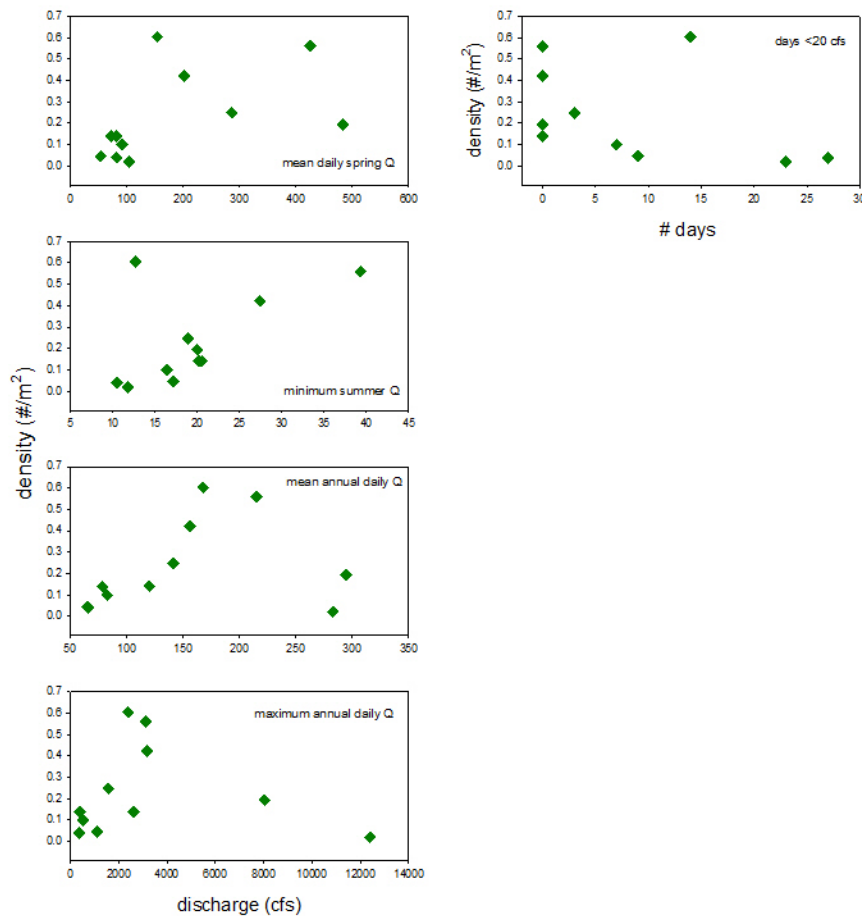 0.7
0.6
0.5
0.4
0.3
0.2
0.1
0.0
0 100 200 300 400 500 600
mean daily spring Q
density (#/m²)
0.7
0.6
0.5
0.4
0.3
0.2
0.1
0.0
days <20 cfs
0 5 10 15 20 25 30
# days
0.7
0.6
0.5
0.4
0.3
0.2
0.1
0.0
minimum summer Q
5 10 15 20 25 30 35 40 45
density (#/m²)
0.7
0.6
0.5
0.4
0.3
0.2
0.1
0.0
mean annual daily Q
50 100 150 200 250 300 350
0.7
0.6
0.5
0.4
0.3
0.2
0.1
0.0
maximum annual daily Q
0 2000 4000 6000 8000 10000 12000 14000
discharge (cfs)